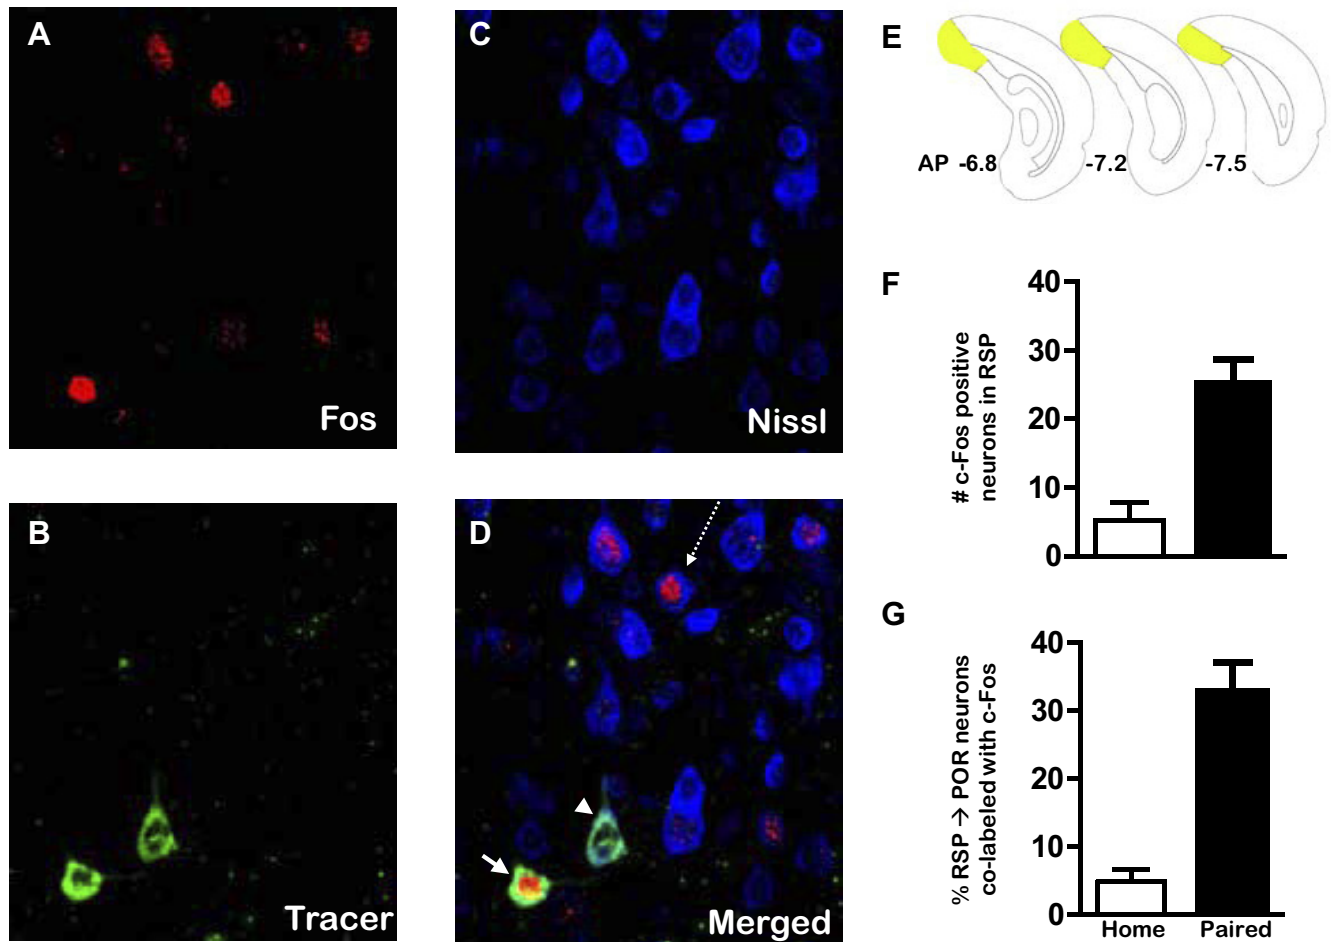 A
Fos
B
Tracer
C
Nissl
D
Merged
E
AP -6.8
-7.2
-7.5
F
# c-Fos positive
neurons in RSP
40
30
20
10
0
G
% RSP → POR neurons
co-labeled with c-Fos
40
30
20
10
0
Home Paired